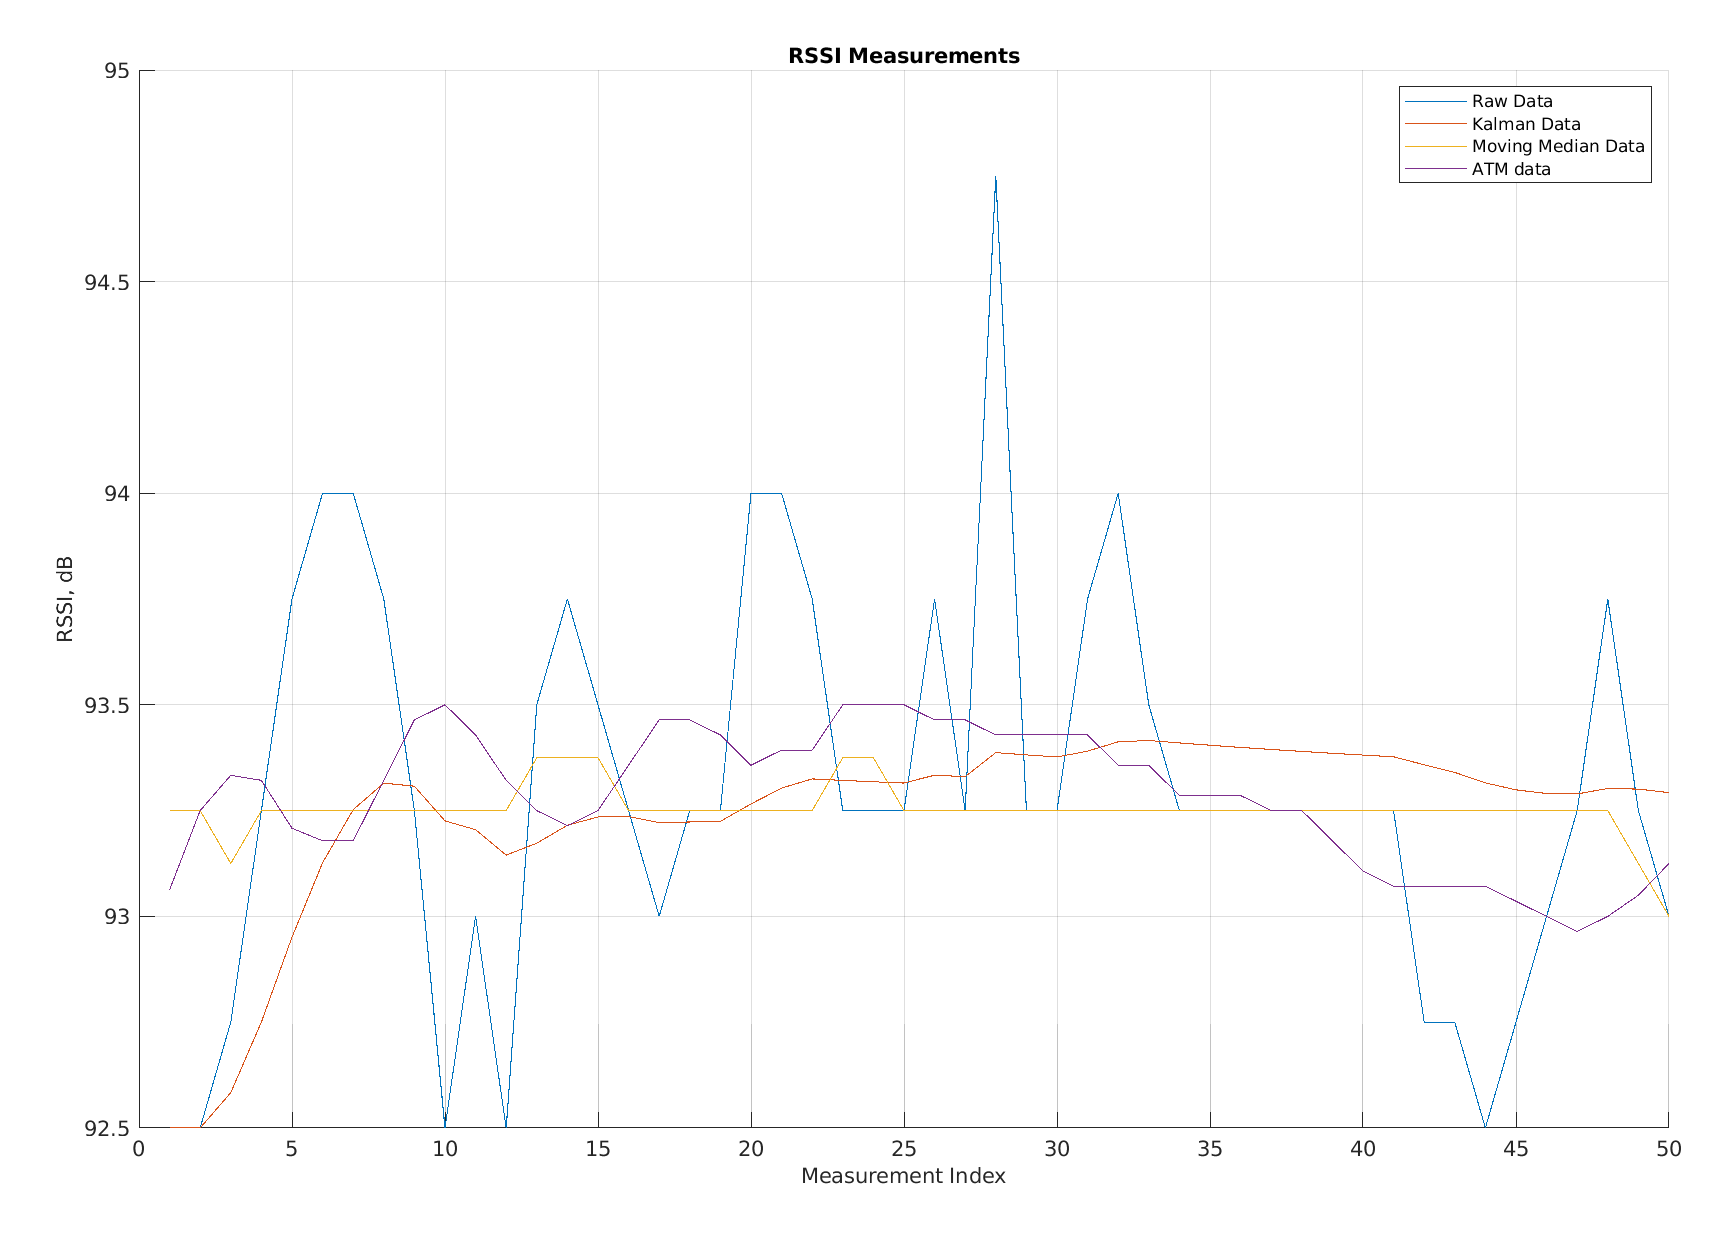 RSSI Measurements
95
94.5
94
93.5
93
92.5
RSSI, dB
Raw Data
Kalman Data
Moving Median Data
ATM data
0 5 10 15 20 25 30 35 40 45 50
Measurement Index